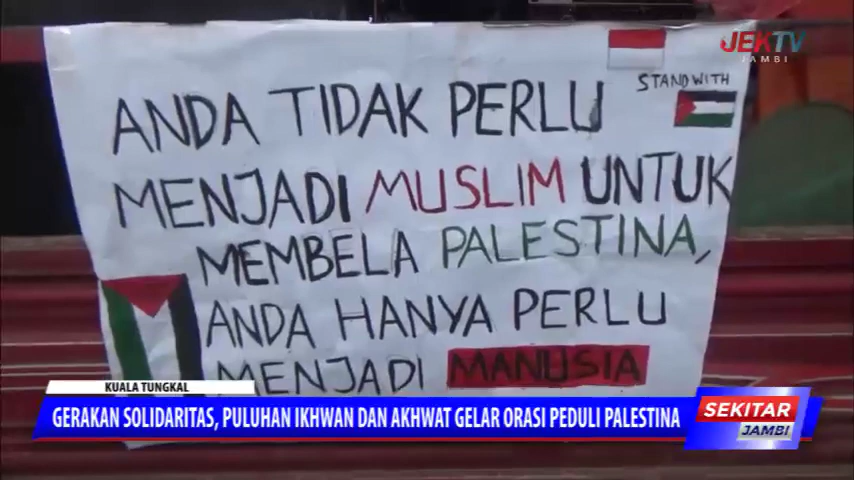 JEKTV
JAMBI
STAND WITH
ANDA TIDAK PERLU
MENJADI MUSLIM UNTUK
MEMBELA PALESTINA,
ANDA HANYA PERLU
MENJADI MANUSIA
KUALA TUNGKAL
GERAKAN SOLIDARITAS, PULUHAN IKHWAN DAN AKHWAT GELAR ORASI PEDULI PALESTINA
SEKITAR
JAMBI